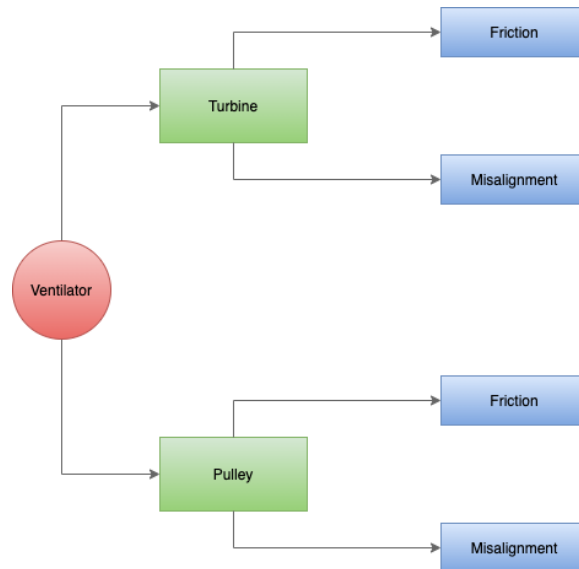 Friction
Turbine
Misalignment
Ventilator
Friction
Pulley
Misalignment